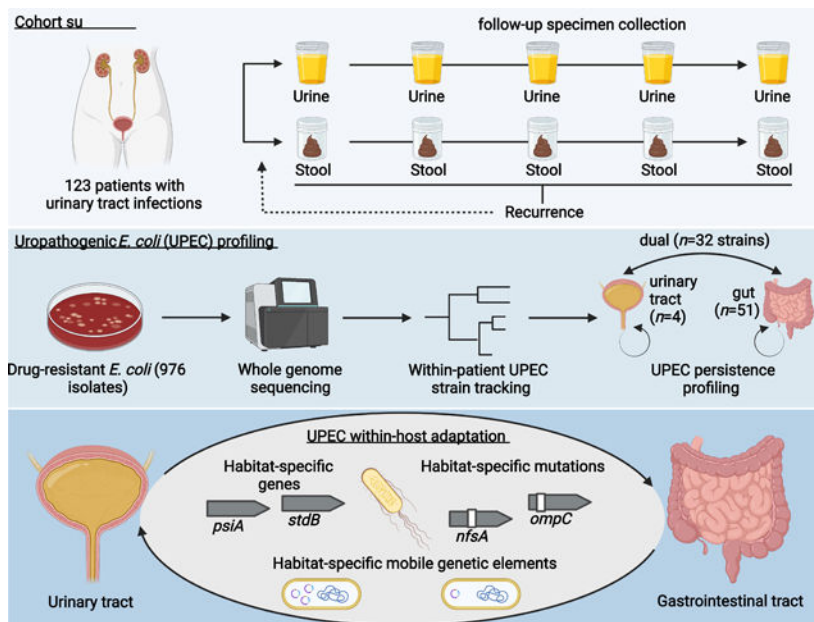 Cohort su
follow-up specimen collection
Urine
Urine
Urine
Urine
Urine
Stool
Stool
Stool
Stool
Stool
123 patients with
urinary tract infections
Recurrence
Uropathogenic E. coli (UPEC) profiling
dual (n=32 strains)
urinary
tract
(n=4)
gut
(n=51)
Drug-resistant E. coli (976
isolates)
Whole genome
sequencing
Within-patient UPEC
strain tracking
UPEC persistence
profiling
UPEC within-host adaptation
Habitat-specific
genes
psiA
stdB
Habitat-specific mutations
nfsA
ompC
Habitat-specific mobile genetic elements
Urinary tract
Gastrointestinal tract